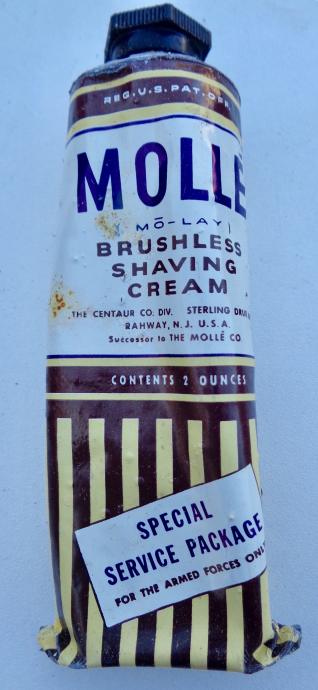 REG.U.S.PAT.OFF.
MOLLÉ
( MŌ-LAY )
BRUSHLESS
SHAVING
CREAM
THE CENTAUR CO. DIV. STERLING DRUG
RAHWAY, N.J. U.S.A.
Successor to THE MOLLÉ CO.
CONTENTS 2 OUNCES
SPECIAL
SERVICE PACKAGE
FOR THE ARMED FORCES ONLY